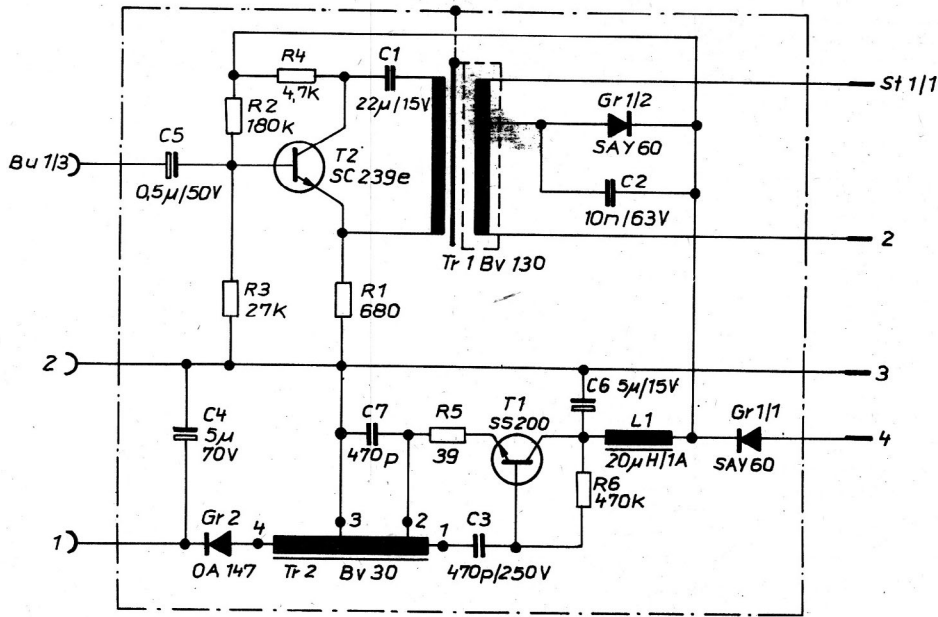 R4
4,7K
C1
22µ/15V
St 1/1
R2
180k
Gr 1/2
SAY 60
C5
Bu 1/3
0,5µ/50V
T2
SC 239e
C2
10n/63V
2
Tr 1 Bv 130
R3
27K
R1
680
2
3
C6 5µ/15V
C4
5µ
70V
C7
470p
R5
39
T1
SS200
L1
20µH/1A
Gr 1/1
SAY 60
4
R6
470K
1
Gr 2
OA 147
4
3
2
1
C3
470p/250V
Tr 2
Bv 30